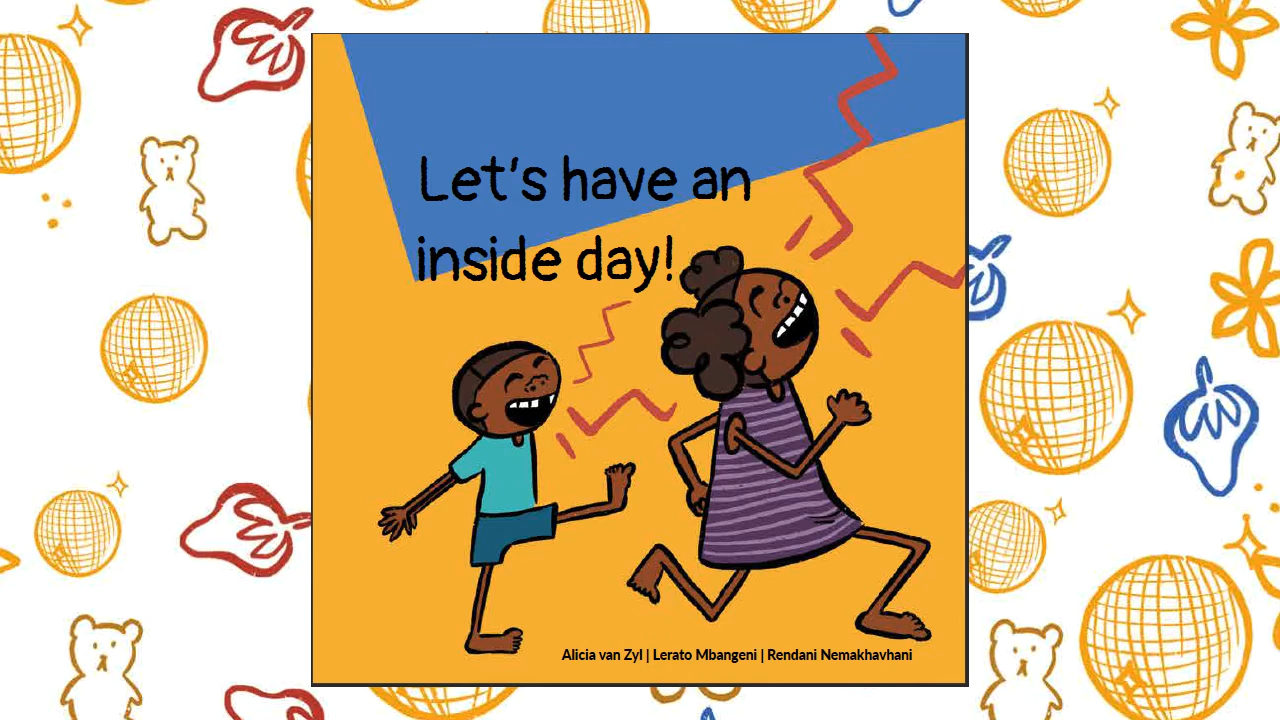 Let's have an
inside day!
Alicia van Zyl | Lerato Mbangeni | Rendani Nemakhavhani